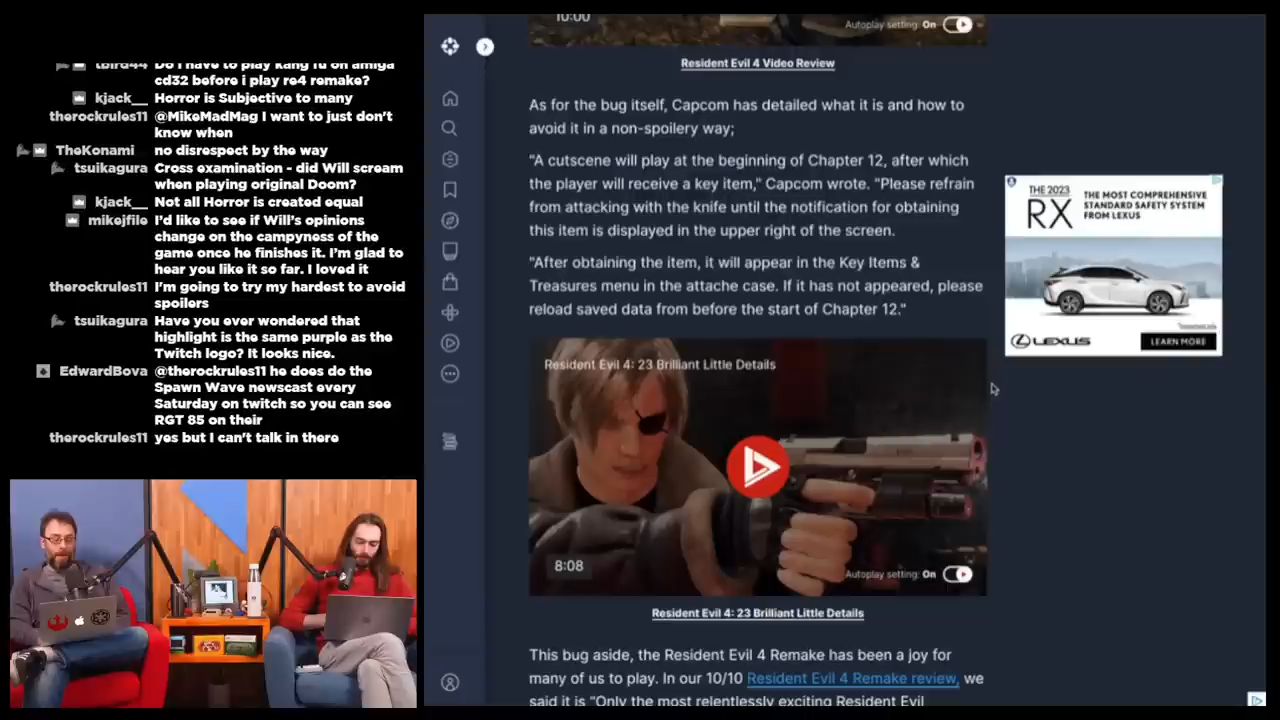 tbird44 Do I have to play kang fu on amiga
cd32 before i play re4 remake?
kjack__ Horror is Subjective to many
therockrules11 @MikeMadMag I want to just don't
know when
TheKonami no disrespect by the way
tsuikagura Cross examination - did Will scream
when playing original Doom?
kjack__ Not all Horror is created equal
mikejfile I'd like to see if Will's opinions
change on the campyness of the
game once he finishes it. I'm glad to
hear you like it so far. I loved it
therockrules11 I'm going to try my hardest to avoid
spoilers
tsuikagura Have you ever wondered that
highlight is the same purple as the
Twitch logo? It looks nice.
EdwardBova @therockrules11 he does do the
Spawn Wave newscast every
Saturday on twitch so you can see
RGT 85 on their
therockrules11 yes but I can't talk in there
10:00
Autoplay setting: On
Resident Evil 4 Video Review
As for the bug itself, Capcom has detailed what it is and how to
avoid it in a non-spoilery way;
"A cutscene will play at the beginning of Chapter 12, after which
the player will receive a key item," Capcom wrote. "Please refrain
from attacking with the knife until the notification for obtaining
this item is displayed in the upper right of the screen.
"After obtaining the item, it will appear in the Key Items &
Treasures menu in the attache case. If it has not appeared, please
reload saved data from before the start of Chapter 12."
Resident Evil 4: 23 Brilliant Little Details
8:08
Autoplay setting: On
Resident Evil 4: 23 Brilliant Little Details
This bug aside, the Resident Evil 4 Remake has been a joy for
many of us to play. In our 10/10 Resident Evil 4 Remake review, we
said it is "Only the most relentlessly exciting Resident Evil
THE 2023
RX
THE MOST COMPREHENSIVE
STANDARD SAFETY SYSTEM
FROM LEXUS
LEXUS
LEARN MORE